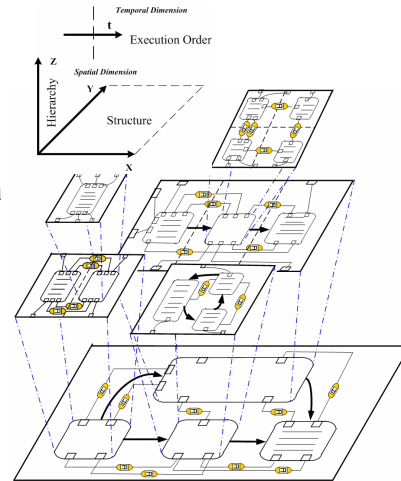 Temporal Dimension
t
Execution Order
Z
Spatial Dimension
Y
Hierarchy
Structure
X